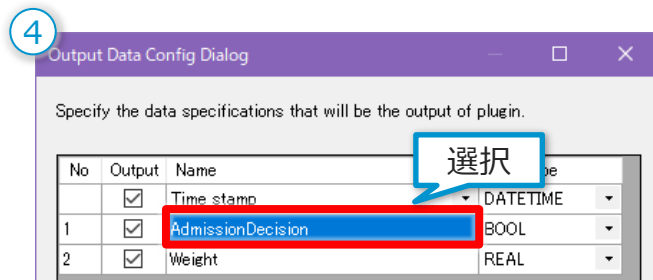 ④
Output Data Config Dialog
Specify the data specifications that will be the output of plugin.
選択
No Output Name pe
Time stamp DATETIME
1 AdmissionDecision BOOL
2 Weight REAL